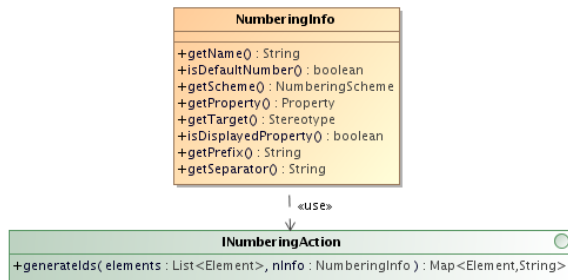 NumberingInfo
+getName() : String
+isDefaultNumber() : boolean
+getScheme() : NumberingScheme
+getProperty() : Property
+getTarget() : Stereotype
+isDisplayedProperty() : boolean
+getPrefix() : String
+getSeparator() : String
«use»
INumberingAction
+generateIds( elements : List<Element>, nInfo : NumberingInfo ) : Map<Element,String>